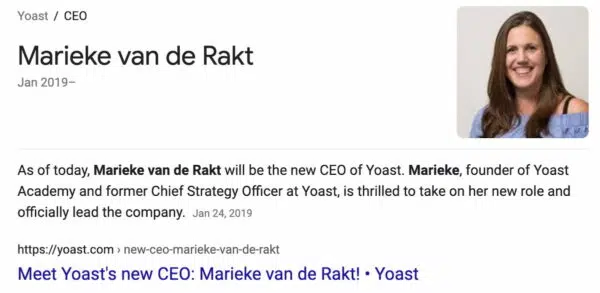 Yoast / CEO
Marieke van de Rakt
Jan 2019–
As of today, Marieke van de Rakt will be the new CEO of Yoast. Marieke, founder of Yoast
Academy and former Chief Strategy Officer at Yoast, is thrilled to take on her new role and
officially lead the company. Jan 24, 2019
https://yoast.com › new-ceo-marieke-van-de-rakt
Meet Yoast's new CEO: Marieke van de Rakt! • Yoast